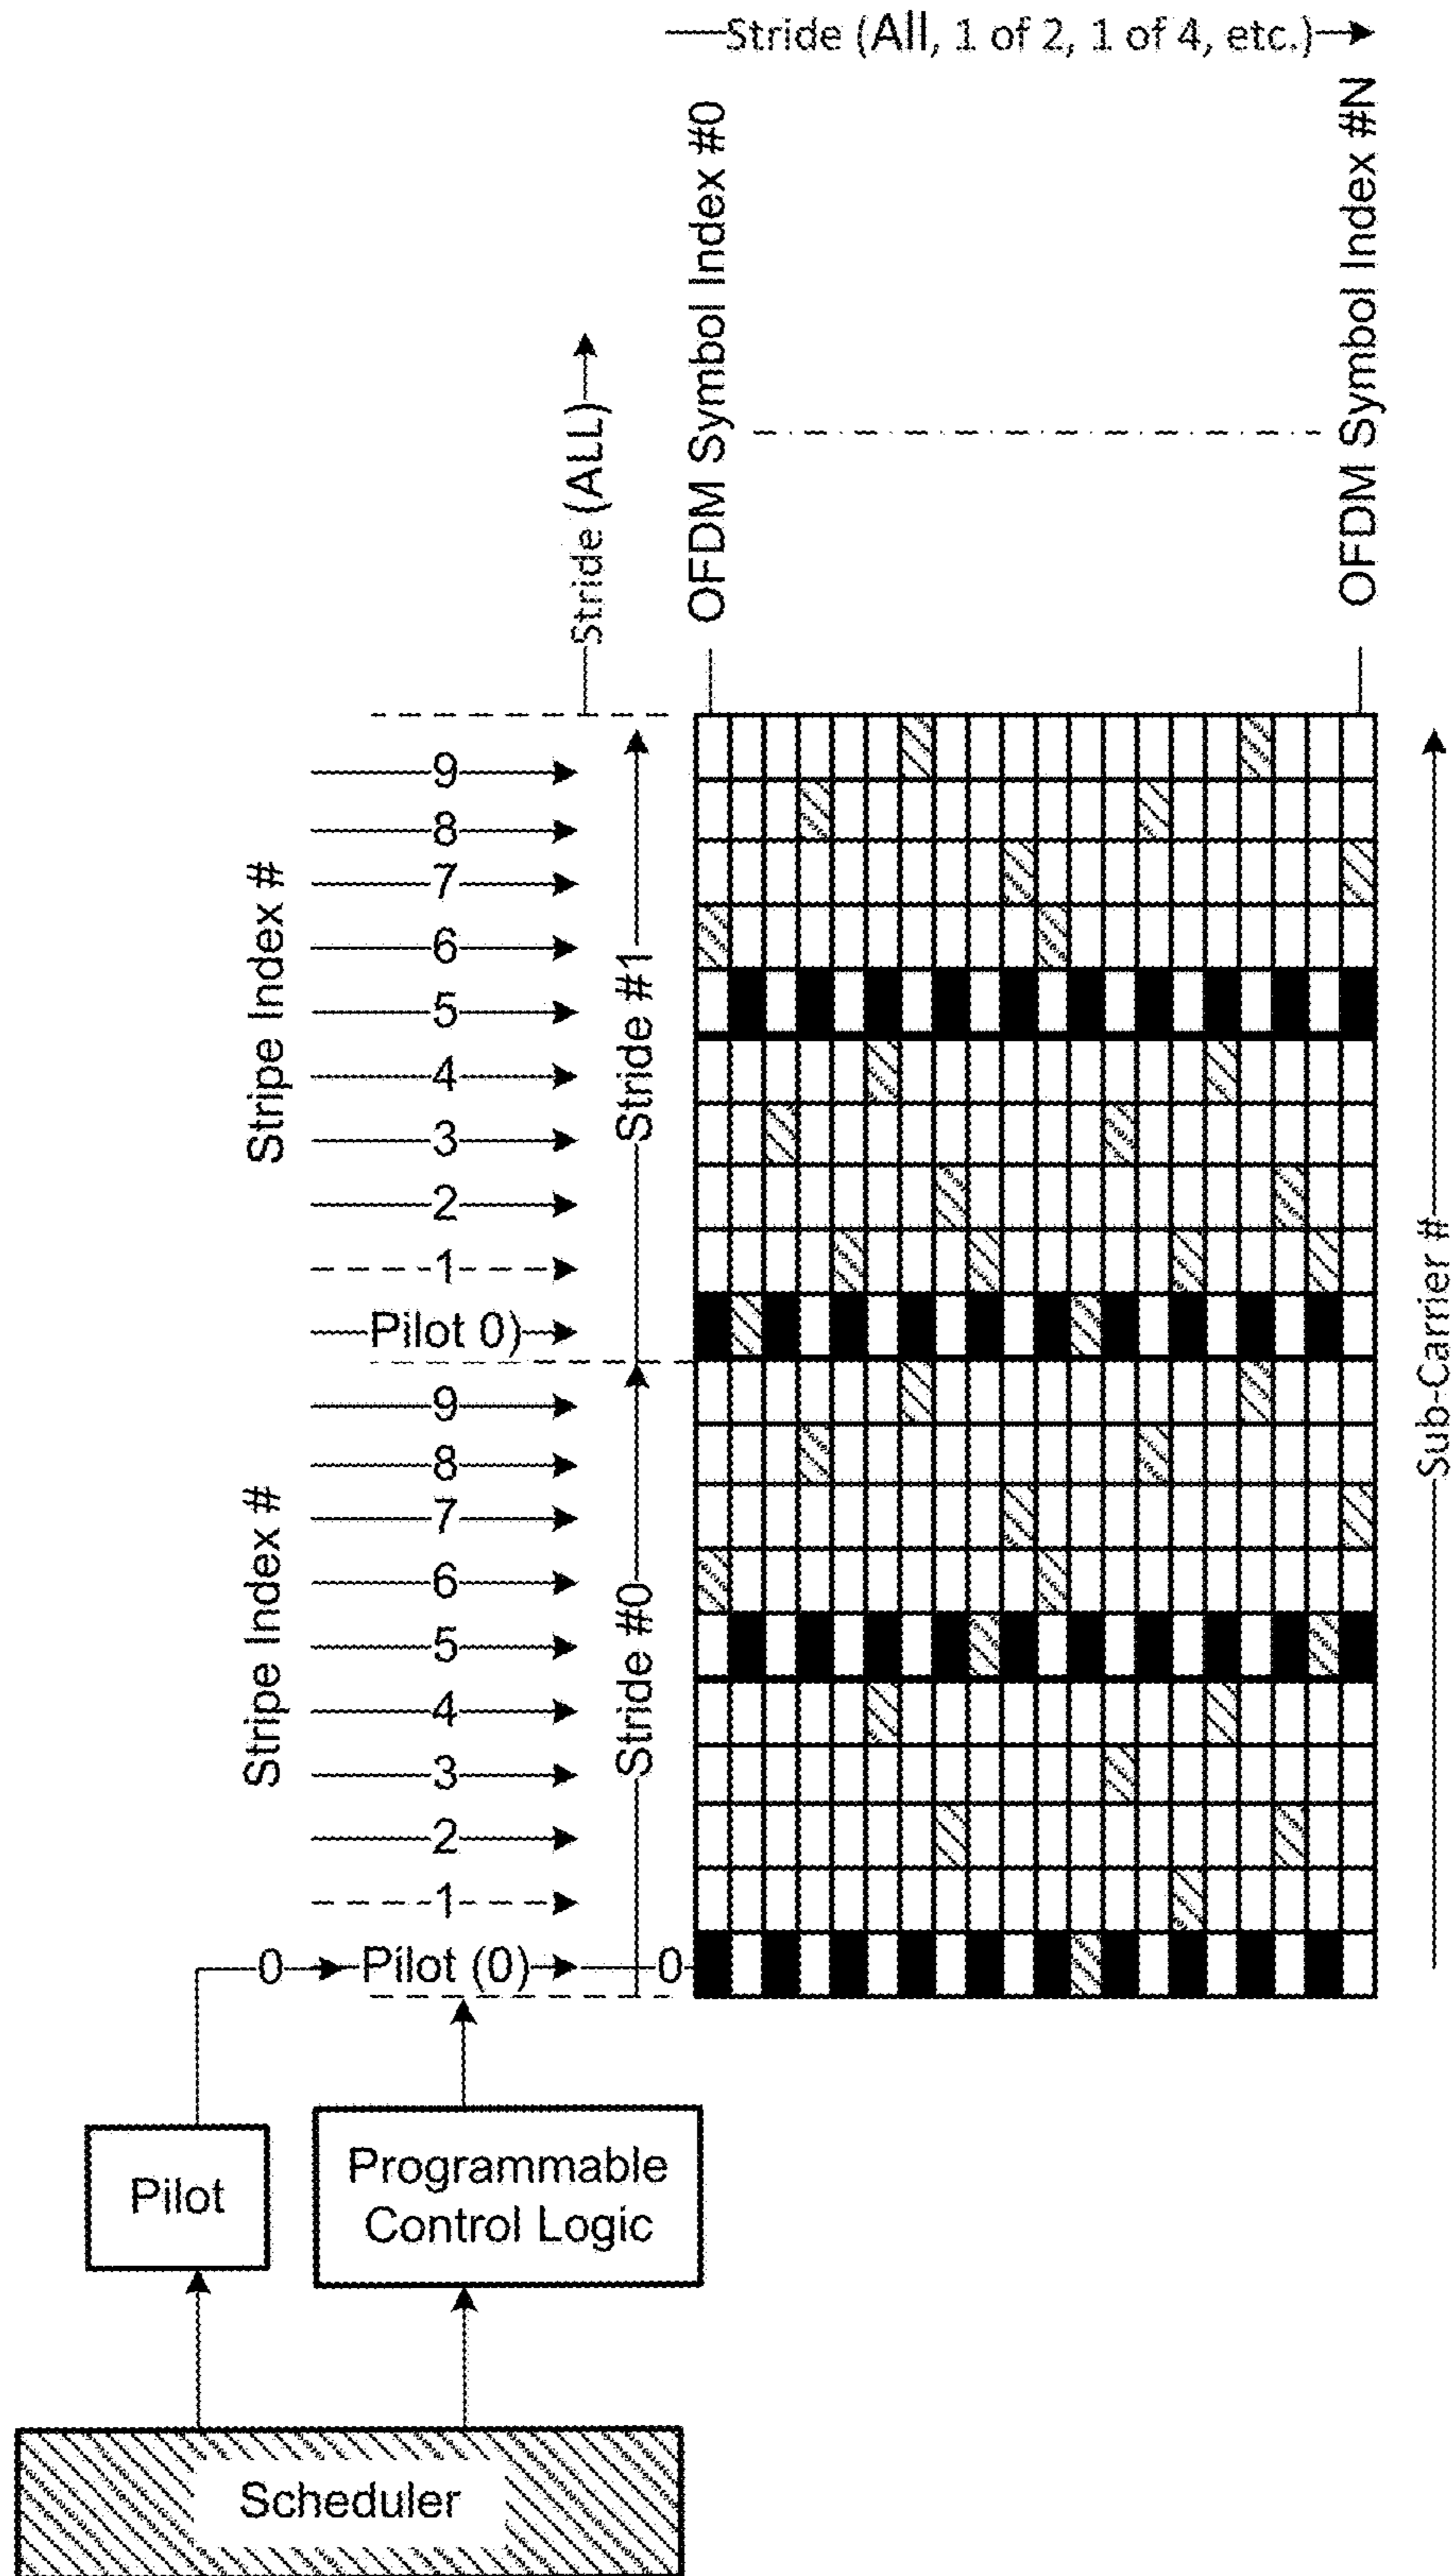 Stride (All, 1 of 2, 1 of 4, etc.)
OFDM Symbol Index #0
OFDM Symbol Index #N
Stride (ALL)
Stripe Index #
9
8
7
6
5
4
3
2
1
Pilot 0)
Stride #1
Stripe Index #
9
8
7
6
5
4
3
2
1
0
Pilot (0)
0
Stride #0
Sub-Carrier #
Pilot
Programmable
Control Logic
Scheduler